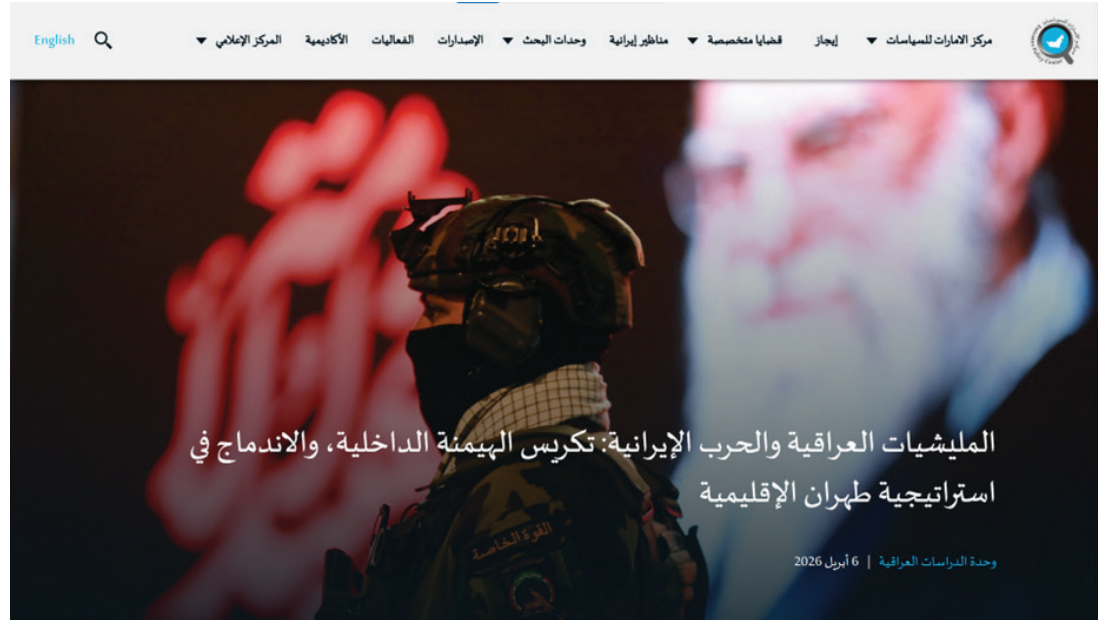 مركز الامارات للسياسات
إيجاز
قضايا متخصصة
مناظير إيرانية
وحدات البحث
الإصدارات
الفعاليات
الأكاديمية
المركز الإعلامي
English
المليشيات العراقية والحرب الإيرانية: تكريس الهيمنة الداخلية، والاندماج في
استراتيجية طهران الإقليمية
وحدة الدراسات العراقية | 6 أبريل 2026
القوة الخاصة